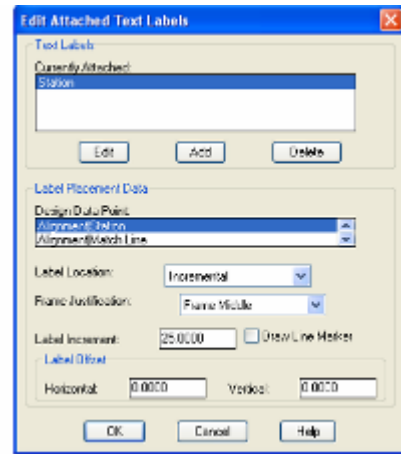 Edit Attached Text Labels
Text Labels
Currently Attached:
Station
Edit Add Delete
Label Placement Data
Design Data Point:
Alignment|Station
Alignment|Match Line
Label Location: Incremental
Frame Justification: Frame Middle
Label Increment: 25.0000 Draw Line Marker
Label Offset
Horizontal: 0.0000 Vertical: 0.0000
OK Cancel Help